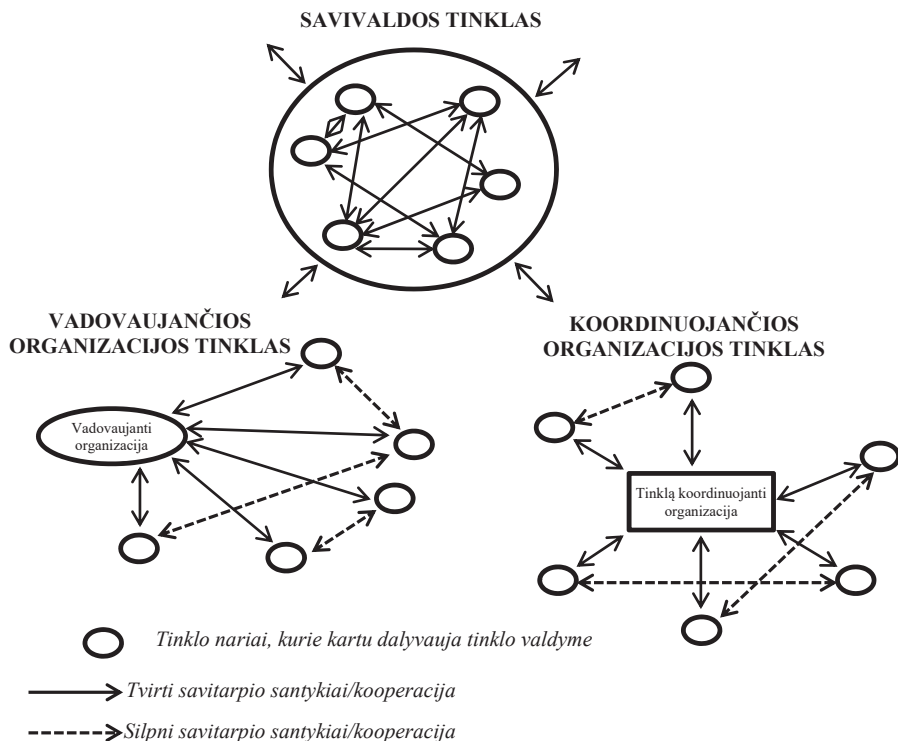 SAVIVALDOS TINKLAS
VADOVAUJANČIOS
ORGANIZACIJOS TINKLAS
KOORDINUOJANČIOS
ORGANIZACIJOS TINKLAS
Vadovaujanti
organizacija
Tinklą koordinuojanti
organizacija
Tinklo nariai, kurie kartu dalyvauja tinklo valdyme
Tvirti savitarpio santykiai/kooperacija
Silpni savitarpio santykiai/kooperacija